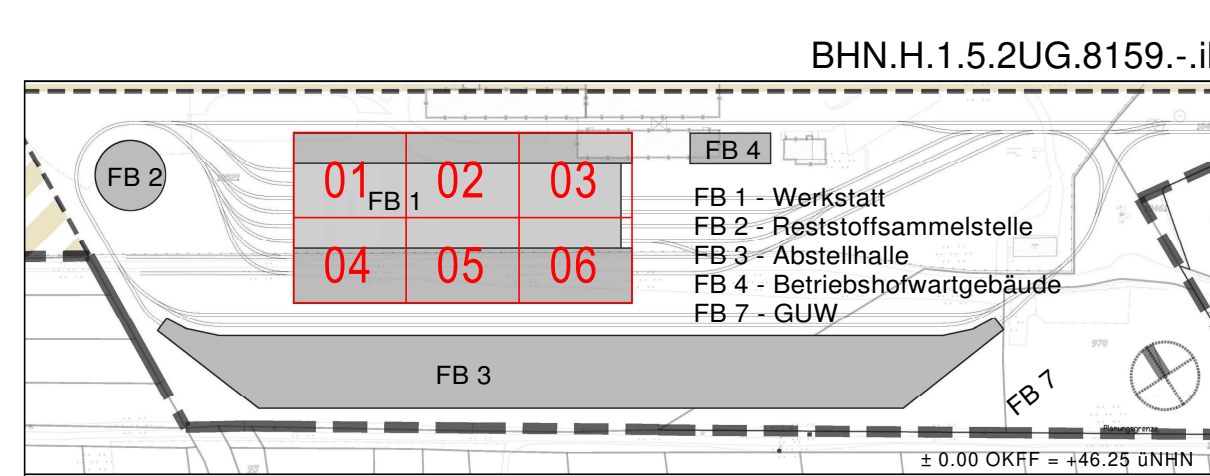 BHN.H.1.5.2UG.8159.-.i
FB 2
01
02
03
FB 1
04
05
06
FB 4
FB 1 - Werkstatt
FB 2 - Reststoffsammelstelle
FB 3 - Abstellhalle
FB 4 - Betriebshofwartgebäude
FB 7 - GUW
970
FB 3
FB 7
Planungsgrenze
± 0.00 OKFF = +46.25 üNHN